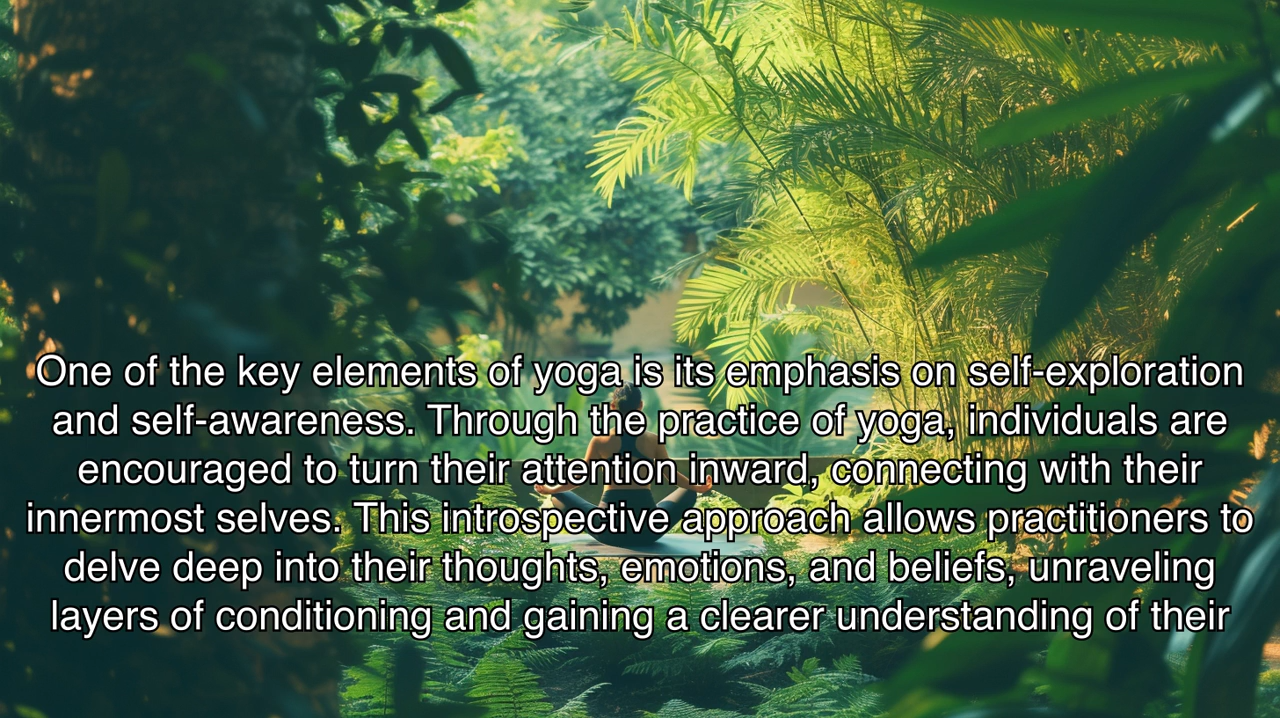 One of the key elements of yoga is its emphasis on self-exploration
and self-awareness. Through the practice of yoga, individuals are
encouraged to turn their attention inward, connecting with their
innermost selves. This introspective approach allows practitioners to
delve deep into their thoughts, emotions, and beliefs, unraveling
layers of conditioning and gaining a clearer understanding of their